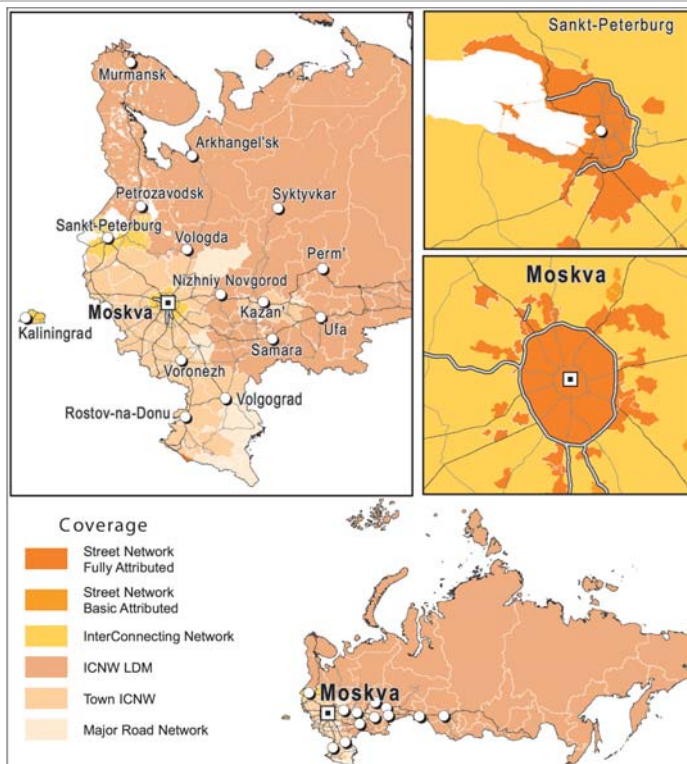 Murmansk
Arkhangel'sk
Petrozavodsk
Syktyvkar
Sankt-Peterburg
Vologda
Perm'
Nizhniy Novgorod
Moskva
Kazan'
Kaliningrad
Ufa
Samara
Voronezh
Volgograd
Rostov-na-Donu
Sankt-Peterburg
Moskva
Coverage
Street Network
Fully Attributed
Street Network
Basic Attributed
InterConnecting Network
ICNW LDM
Town ICNW
Major Road Network
Moskva